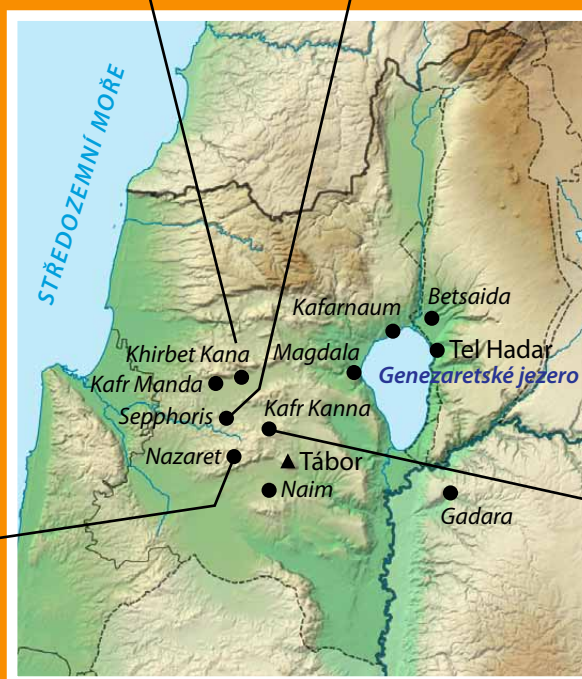 STŘEDOZEMNÍ MOŘE
Betsaida
Kafarnaum
Tel Hadar
Khirbet Kana
Magdala
Genezaretské jezero
Kafr Manda
Sepphoris
Kafr Kanna
Nazaret
Tábor
Naim
Gadara